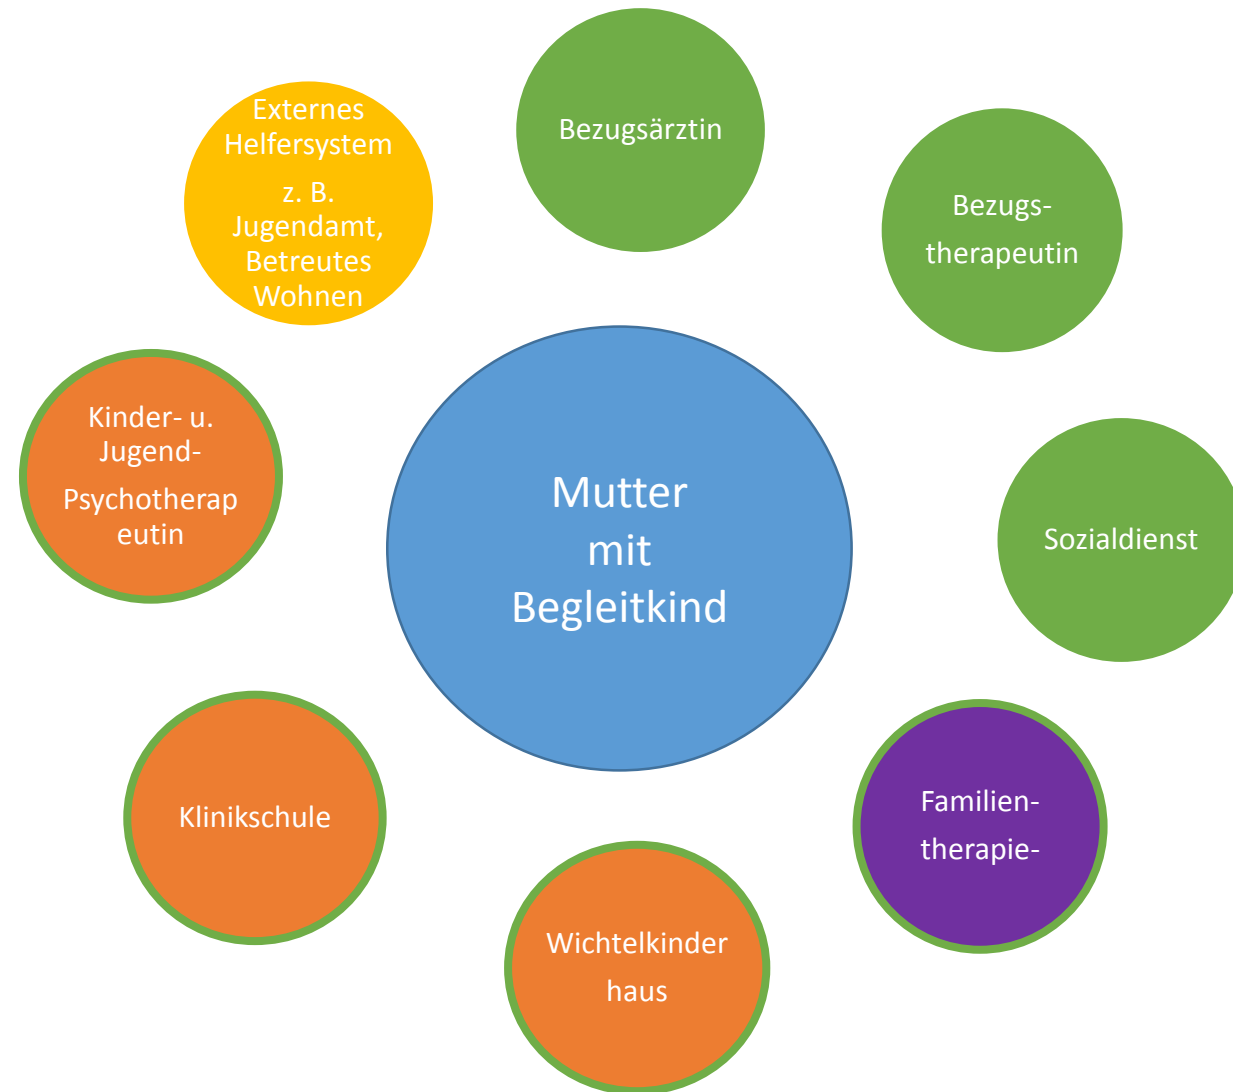 Externes
Helfersystem
z. B.
Jugendamt,
Betreutes
Wohnen
Bezugsärztin
Bezugs-
therapeutin
Kinder- u.
Jugend-
Psychotherap
eutin
Mutter
mit
Begleitkind
Sozialdienst
Klinikschule
Familien-
therapie-
Wichtelkinder
haus